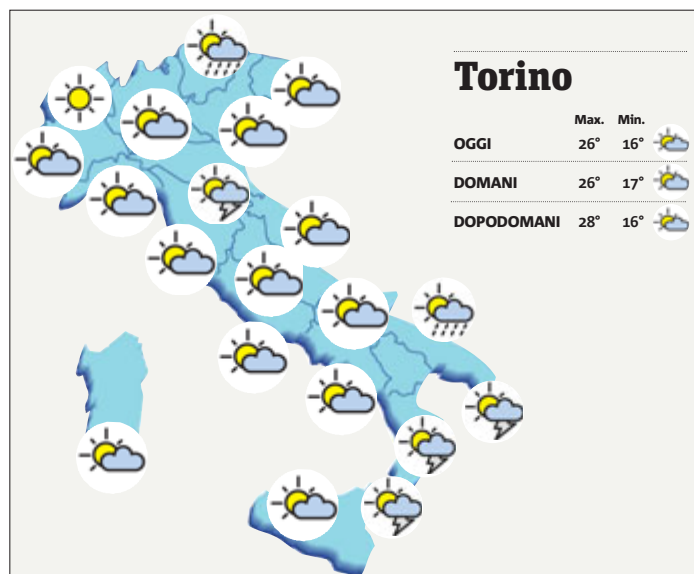 Torino
Max. Min.
OGGI 26° 16°
DOMANI 26° 17°
DOPODOMANI 28° 16°